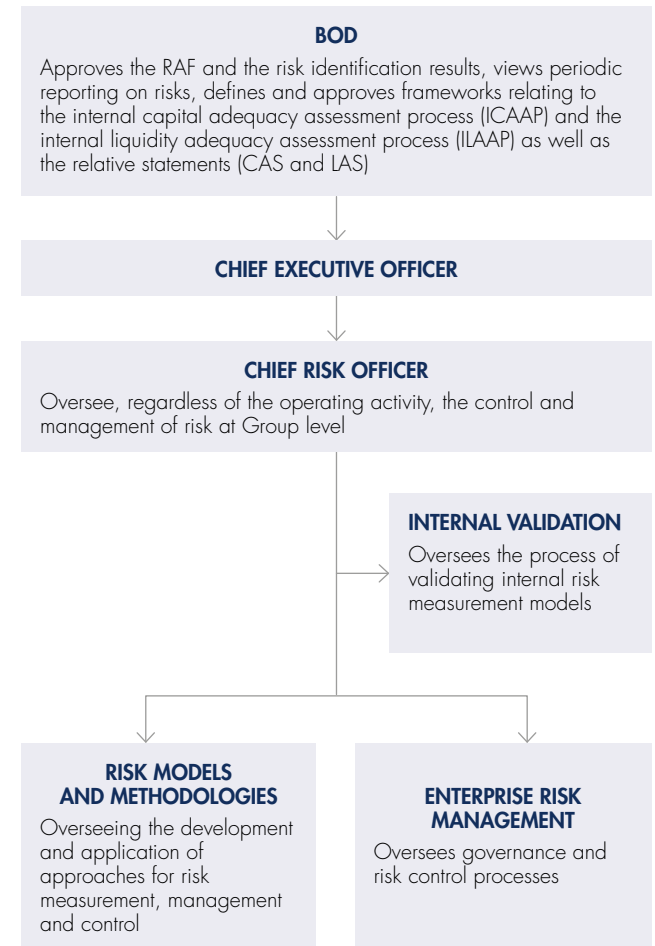 BOD
Approves the RAF and the risk identification results, views periodic
reporting on risks, defines and approves frameworks relating to
the internal capital adequacy assessment process (ICAAP) and the
internal liquidity adequacy assessment process (ILAAP) as well as
the relative statements (CAS and LAS)
CHIEF EXECUTIVE OFFICER
CHIEF RISK OFFICER
Oversee, regardless of the operating activity, the control and
management of risk at Group level
INTERNAL VALIDATION
Oversees the process of
validating internal risk
measurement models
RISK MODELS
AND METHODOLOGIES
Overseeing the development
and application of
approaches for risk
measurement, management
and control
ENTERPRISE RISK
MANAGEMENT
Oversees governance and
risk control processes